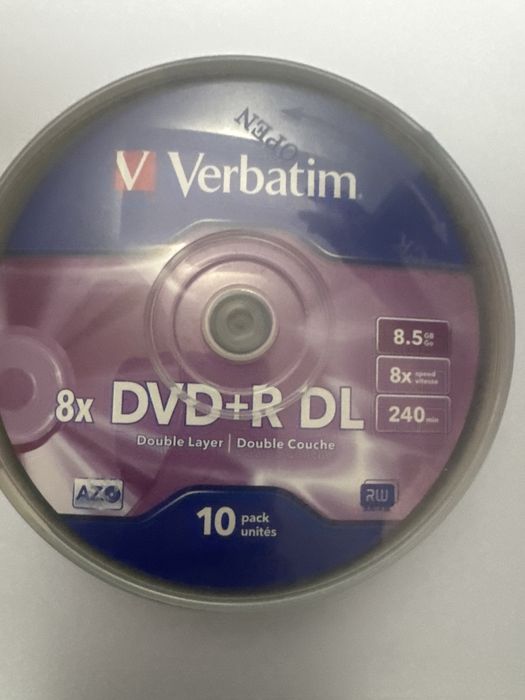 OPEN
V Verbatim
8.5 GB Go
8x speed vitesse
240 min
8x DVD+R DL
Double Layer | Double Couche
AZO
RW
10 pack unités